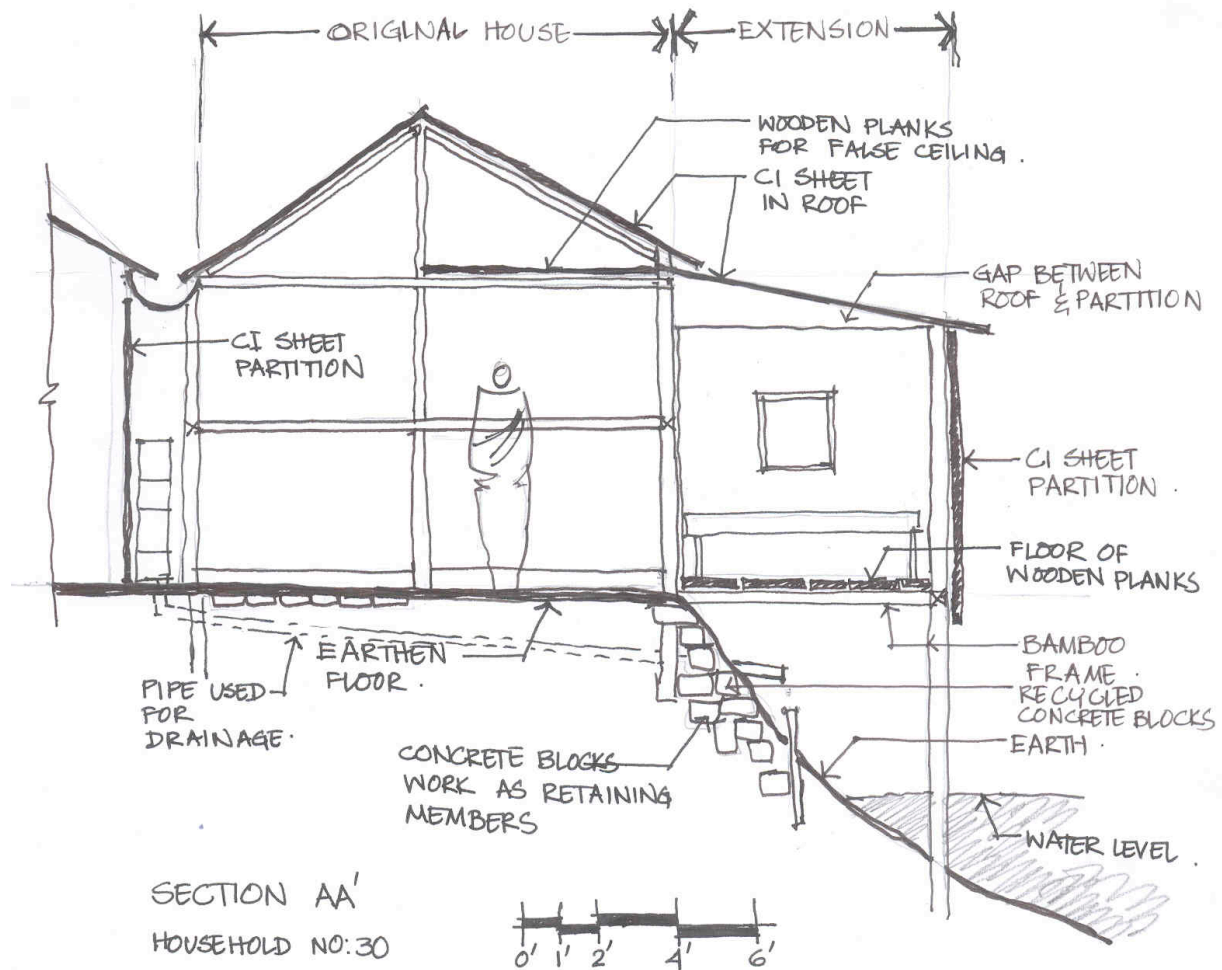 ORIGINAL HOUSE
EXTENSION
WOODEN PLANKS
FOR FALSE CEILING.
CI SHEET
IN ROOF
GAP BETWEEN
ROOF & PARTITION
CI SHEET
PARTITION
CI SHEET
PARTITION.
FLOOR OF
WOODEN PLANKS
EARTHEN
FLOOR.
BAMBOO
FRAME.
RECYCLED
CONCRETE BLOCKS
EARTH.
PIPE USED
FOR
DRAINAGE.
CONCRETE BLOCKS
WORK AS RETAINING
MEMBERS
WATER LEVEL.
SECTION AA'
HOUSEHOLD NO:30
0' 1' 2' 4' 6'